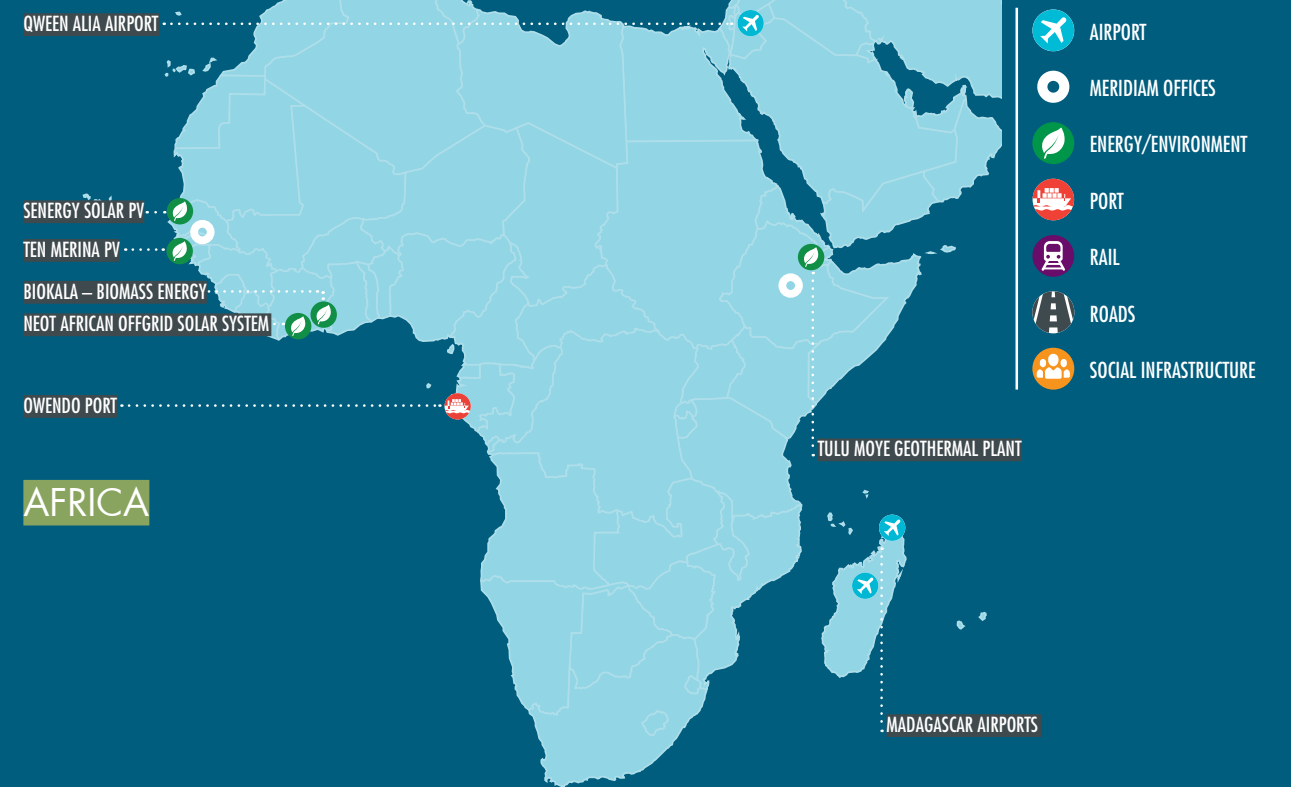 QWEEN ALIA AIRPORT
SENERGY SOLAR PV
TEN MERINA PV
BIOKALA – BIOMASS ENERGY
NEOT AFRICAN OFFGRID SOLAR SYSTEM
OWENDO PORT
AFRICA
TULU MOYE GEOTHERMAL PLANT
MADAGASCAR AIRPORTS
AIRPORT
MERIDIAM OFFICES
ENERGY/ENVIRONMENT
PORT
RAIL
ROADS
SOCIAL INFRASTRUCTURE